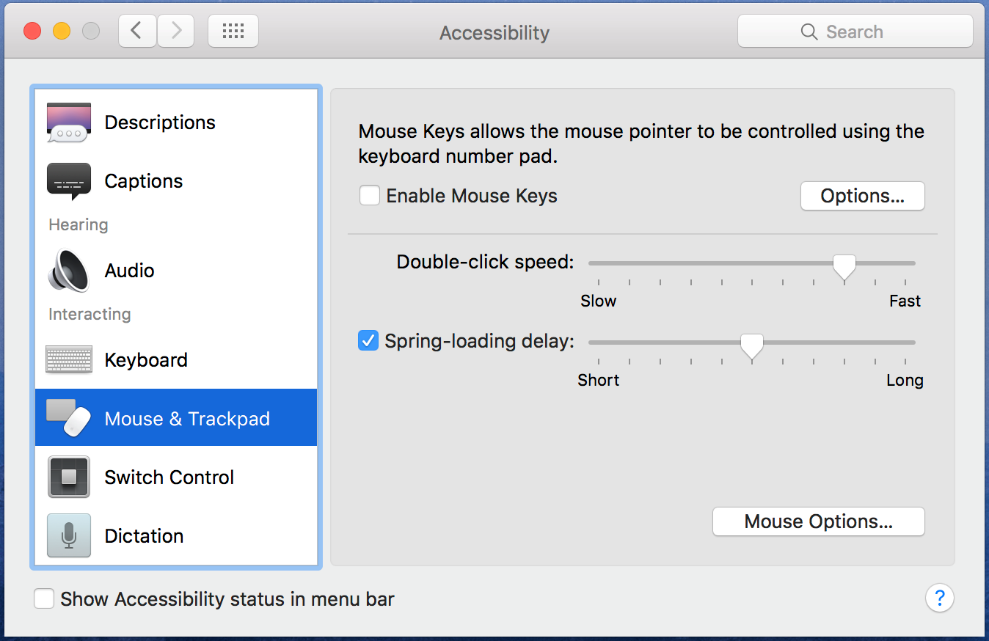 Accessibility
Search
Descriptions
Captions
Hearing
Audio
Interacting
Keyboard
Mouse & Trackpad
Switch Control
Dictation
Mouse Keys allows the mouse pointer to be controlled using the
keyboard number pad.
Enable Mouse Keys
Options...
Double-click speed:
Slow
Fast
Spring-loading delay:
Short
Long
Mouse Options...
Show Accessibility status in menu bar
?